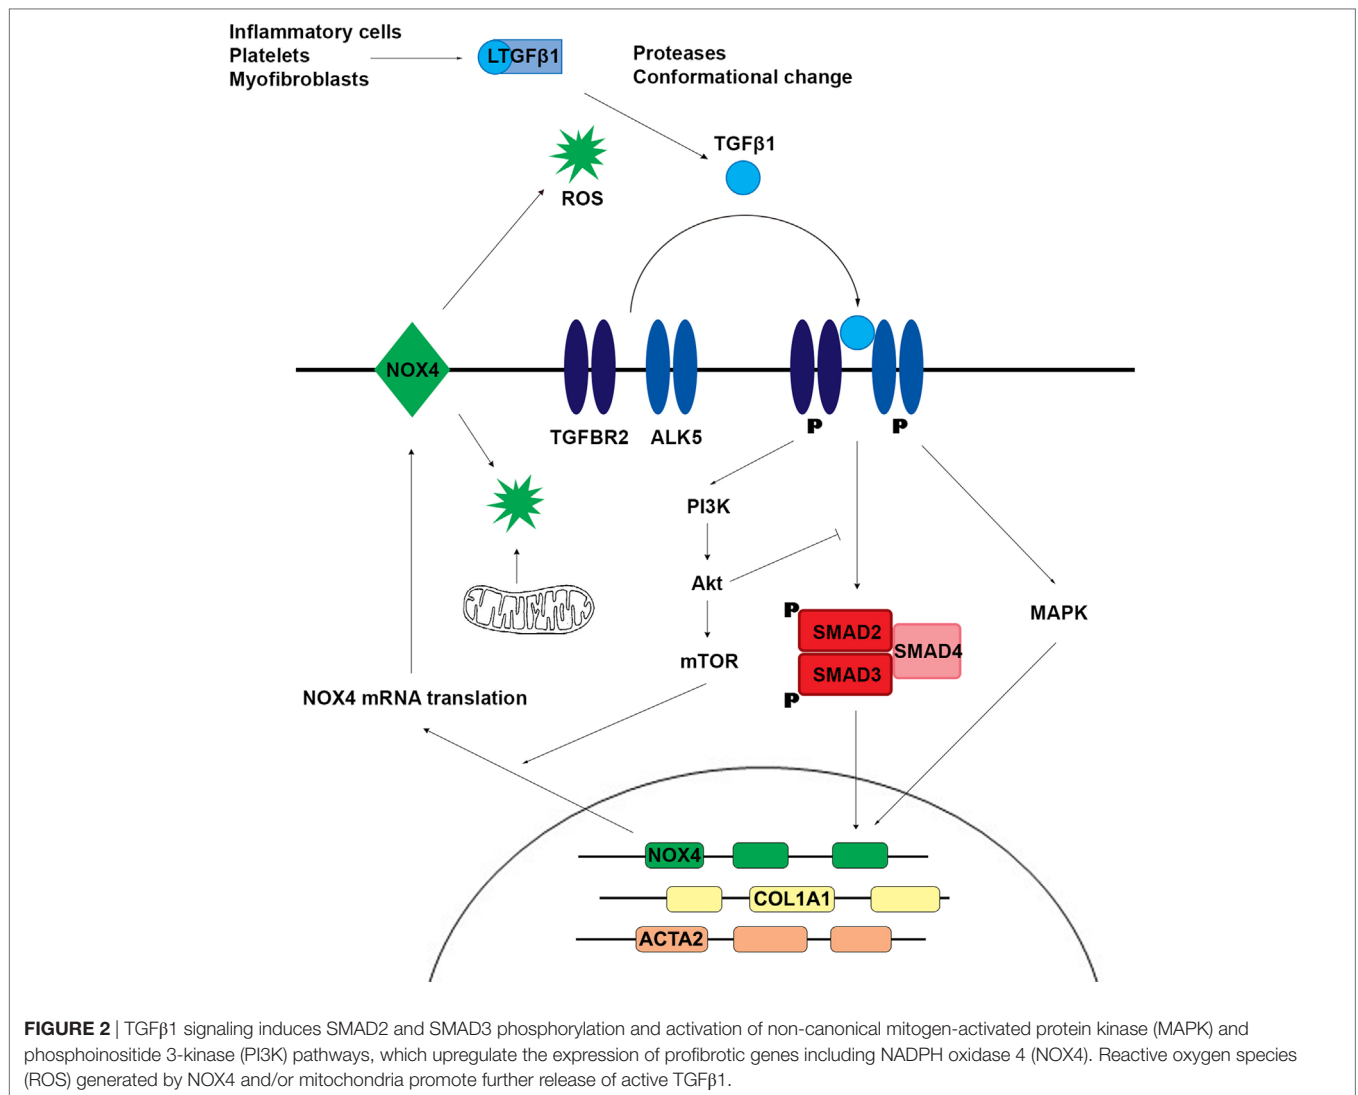 Inflammatory cells
Platelets
Myofibroblasts
LTGFβ1
Proteases
Conformational change
TGFβ1
ROS
NOX4
TGFBR2
ALK5
P
P
PI3K
Akt
mTOR
MAPK
P
SMAD2
SMAD4
SMAD3
P
NOX4 mRNA translation
NOX4
COL1A1
ACTA2
FIGURE 2 | TGFβ1 signaling induces SMAD2 and SMAD3 phosphorylation and activation of non-canonical mitogen-activated protein kinase (MAPK) and
phosphoinositide 3-kinase (PI3K) pathways, which upregulate the expression of profibrotic genes including NADPH oxidase 4 (NOX4). Reactive oxygen species
(ROS) generated by NOX4 and/or mitochondria promote further release of active TGFβ1.